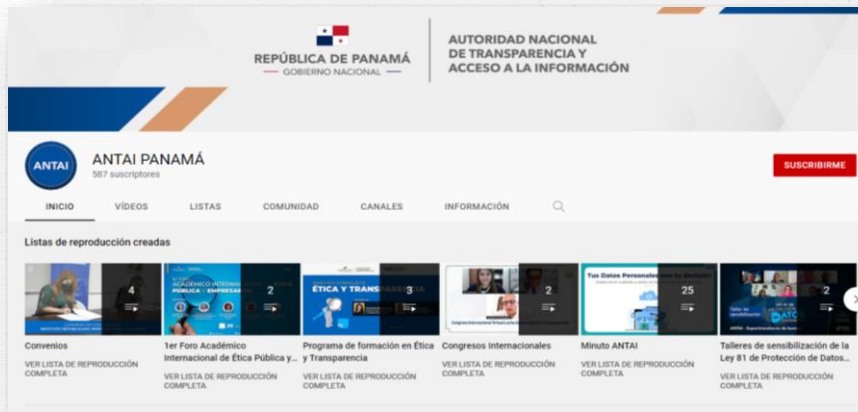 REPÚBLICA DE PANAMÁ
GOBIERNO NACIONAL
AUTORIDAD NACIONAL
DE TRANSPARENCIA Y
ACCESO A LA INFORMACIÓN
ANTAI
ANTAI PANAMÁ
587 suscriptores
SUSCRIBIRME
INICIO VÍDEOS LISTAS COMUNIDAD CANALES INFORMACIÓN
Listas de reproducción creadas
4
2
ÉTICA Y TRANS
3
2
Tus Datos Personales
25
2
Convenios
VER LISTA DE REPRODUCCIÓN
COMPLETA
1er Foro Académico
Internacional de Ética Pública y...
VER LISTA DE REPRODUCCIÓN
COMPLETA
Programa de formación en Ética
y Transparencia
VER LISTA DE REPRODUCCIÓN
COMPLETA
Congresos Internacionales
VER LISTA DE REPRODUCCIÓN
COMPLETA
Minuto ANTAI
VER LISTA DE REPRODUCCIÓN
COMPLETA
Talleres de sensibilización de la
Ley 81 de Protección de Datos...
VER LISTA DE REPRODUCCIÓN
COMPLETA